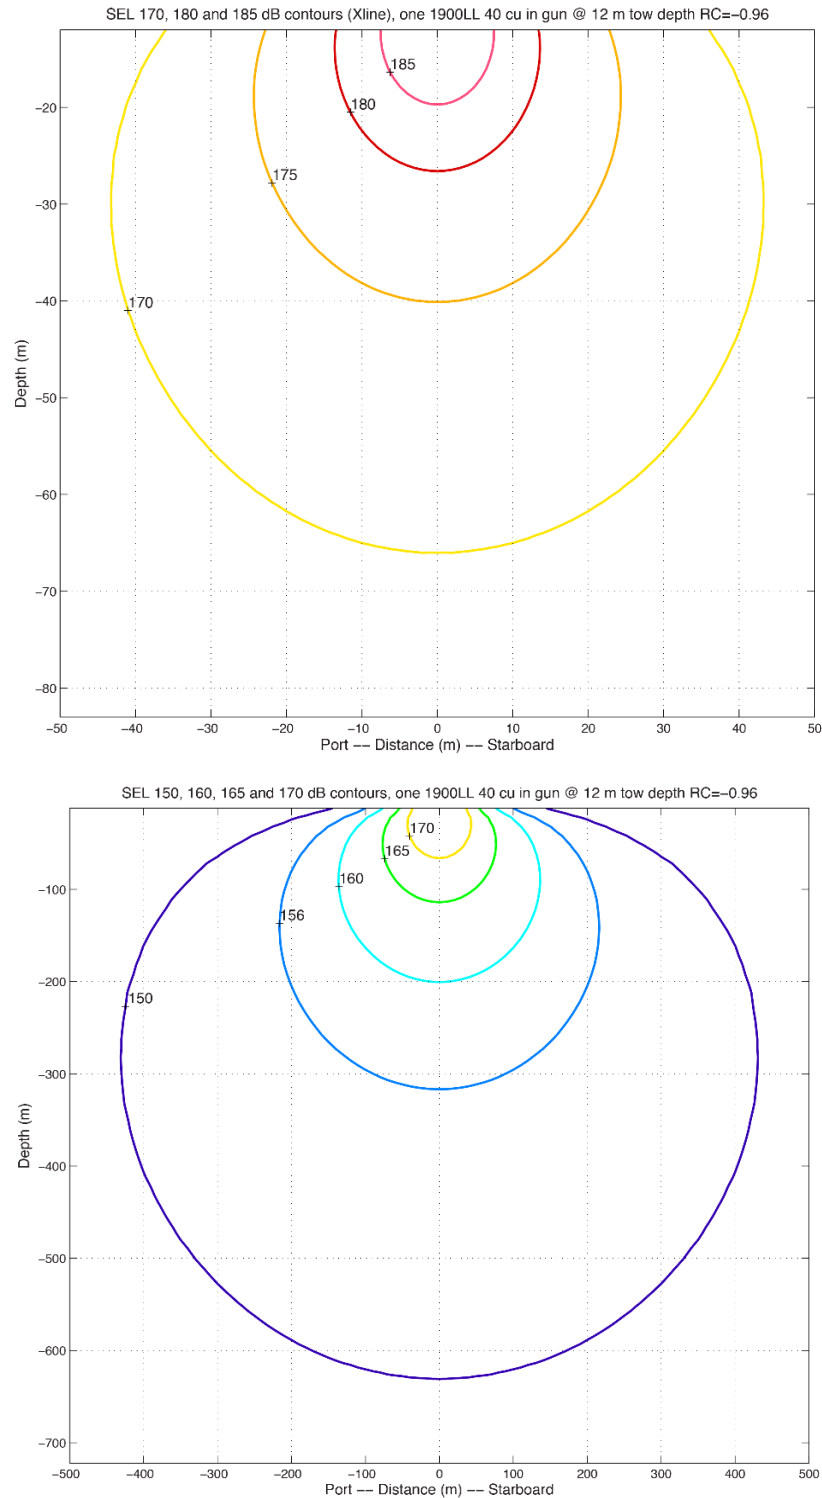 SEL 170, 180 and 185 dB contours (Xline), one 1900LL 40 cu in gun @ 12 m tow depth RC=−0.96
185
180
−20
175
−30
−40
170
Depth (m)
−50
−60
−70
−80
−50 −40 −30 −20 −10 0 10 20 30 40 50
Port −− Distance (m) −− Starboard
SEL 150, 160, 165 and 170 dB contours, one 1900LL 40 cu in gun @ 12 m tow depth RC=−0.96
170
165
160
−100
156
−200
150
−300
Depth (m)
−400
−500
−600
−700
−500 −400 −300 −200 −100 0 100 200 300 400 500
Port −− Distance (m) −− Starboard